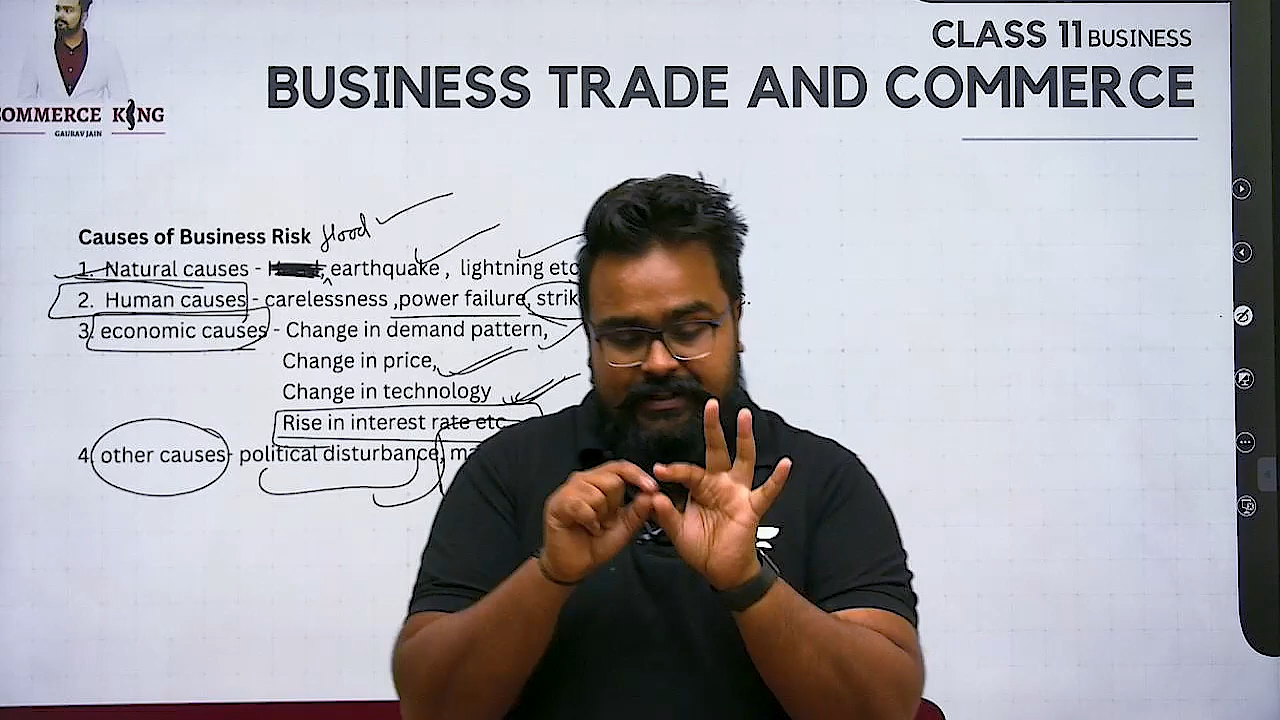 CLASS 11 BUSINESS
BUSINESS TRADE AND COMMERCE
COMMERCE KING
GAURAV JAIN
Causes of Business Risk flood
1. Natural causes - earthquake , lightning etc
2. Human causes - carelessness ,power failure, strik
3. economic causes - Change in demand pattern,
Change in price,
Change in technology
Rise in interest rate etc
4 other causes- political disturbance, ma